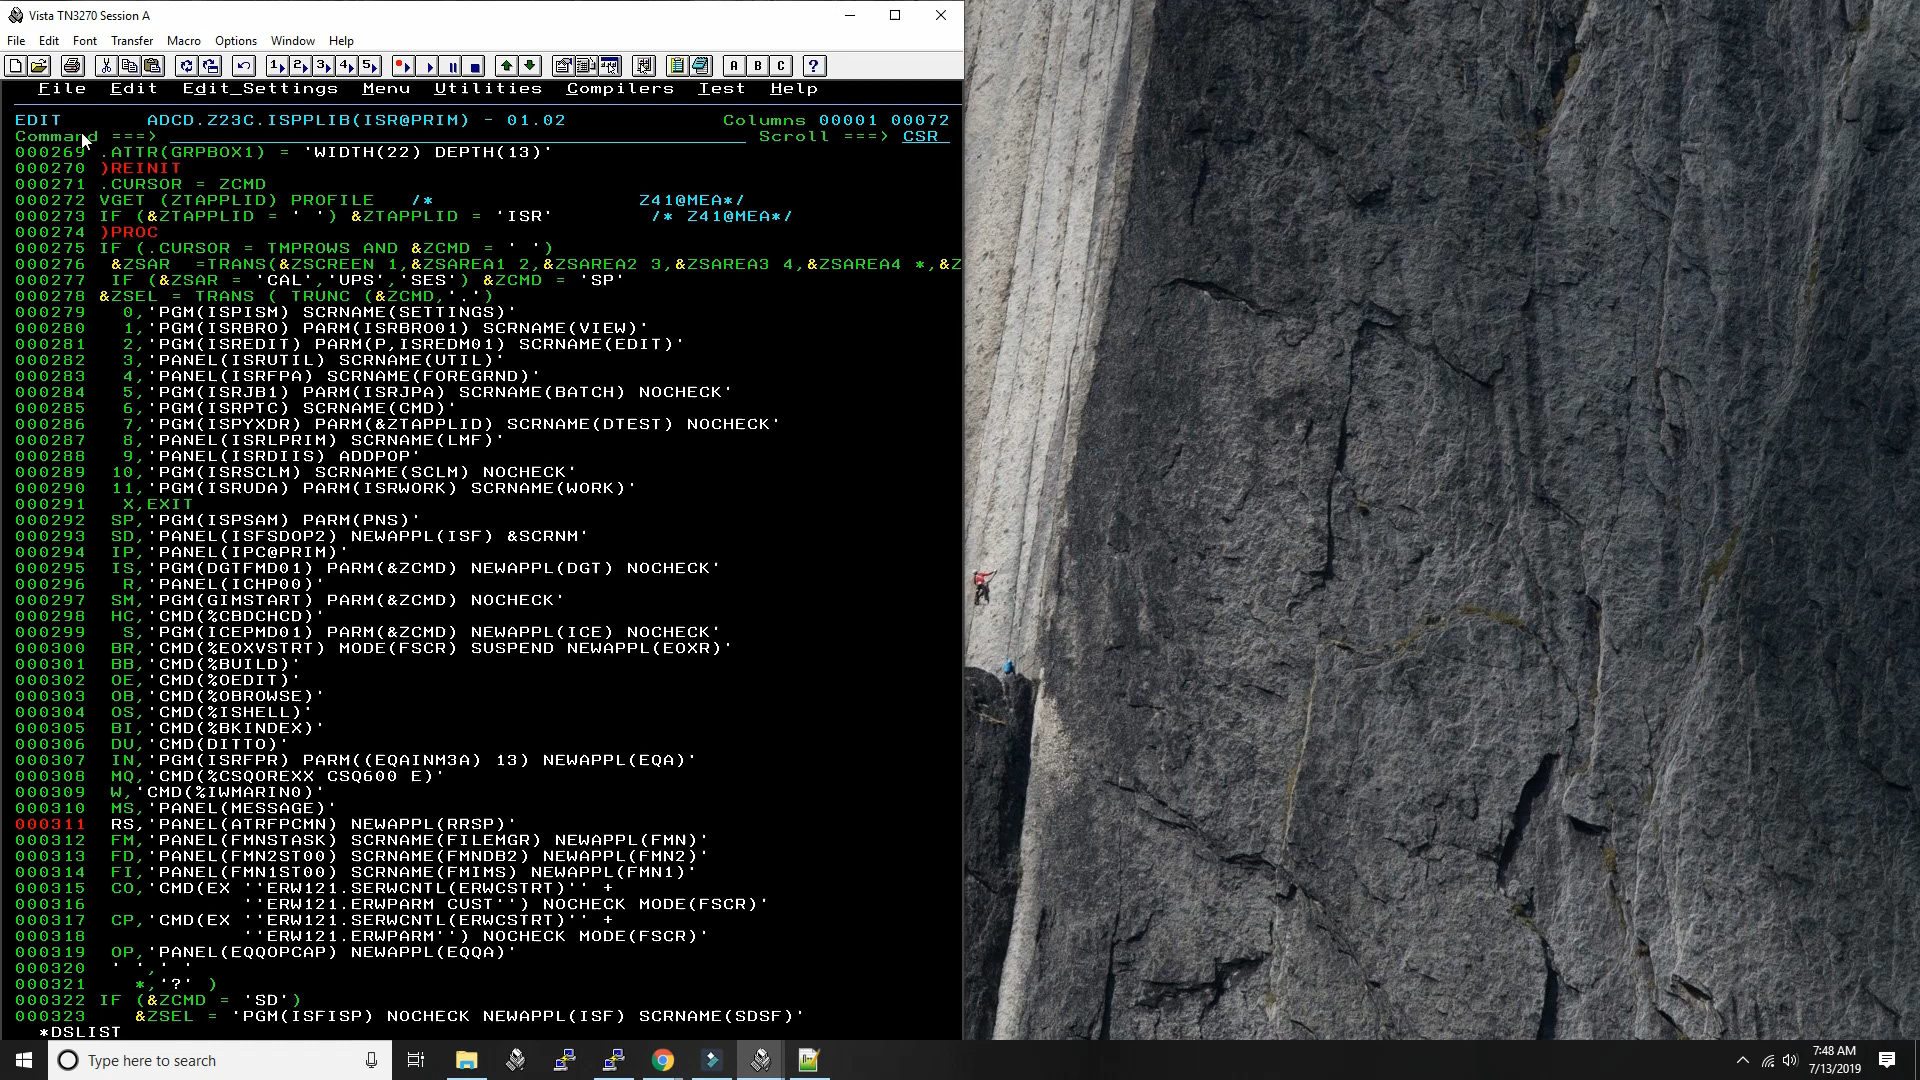 Vista TN3270 Session A
File Edit Font Transfer Macro Options Window Help
1 2 3 4 5 A B C ?
File Edit Edit_Settings Menu Utilities Compilers Test Help
EDIT ADCD.Z23C.ISPPLIB(ISR@PRIM) - 01.02 Columns 00001 00072
Command ===> Scroll ===> CSR
000269 .ATTR(GRPBOX1) = 'WIDTH(22) DEPTH(13)'
000270 )REINIT
000271 .CURSOR = ZCMD
000272 VGET (ZTAPPLID) PROFILE /* Z41@MEA*/
000273 IF (&ZTAPPLID = ' ') &ZTAPPLID = 'ISR' /* Z41@MEA*/
000274 )PROC
000275 IF (.CURSOR = TMPROWS AND &ZCMD = ' ')
000276 &ZSAR =TRANS(&ZSCREEN 1,&ZSAREA1 2,&ZSAREA2 3,&ZSAREA3 4,&ZSAREA4 *,&Z
000277 IF (&ZSAR = 'CAL','UPS','SES') &ZCMD = 'SP'
000278 &ZSEL = TRANS ( TRUNC (&ZCMD,'.')
000279 0,'PGM(ISPISM) SCRNAME(SETTINGS)'
000280 1,'PGM(ISRBRO) PARM(ISRBRO01) SCRNAME(VIEW)'
000281 2,'PGM(ISREDIT) PARM(P,ISREDM01) SCRNAME(EDIT)'
000282 3,'PANEL(ISRUTIL) SCRNAME(UTIL)'
000283 4,'PANEL(ISRFPA) SCRNAME(FOREGRND)'
000284 5,'PGM(ISRJB1) PARM(ISRJPA) SCRNAME(BATCH) NOCHECK'
000285 6,'PGM(ISRPTC) SCRNAME(CMD)'
000286 7,'PGM(ISPYXDR) PARM(&ZTAPPLID) SCRNAME(DTEST) NOCHECK'
000287 8,'PANEL(ISRLPRIM) SCRNAME(LMF)'
000288 9,'PANEL(ISRDIIS) ADDPOP'
000289 10,'PGM(ISRSCLM) SCRNAME(SCLM) NOCHECK'
000290 11,'PGM(ISRUDA) PARM(ISRWORK) SCRNAME(WORK)'
000291 X,EXIT
000292 SP,'PGM(ISPSAM) PARM(PNS)'
000293 SD,'PANEL(ISFSDOP2) NEWAPPL(ISF) &SCRNM'
000294 IP,'PANEL(IPC@PRIM)'
000295 IS,'PGM(DGTFMD01) PARM(&ZCMD) NEWAPPL(DGT) NOCHECK'
000296 R,'PANEL(ICHP00)'
000297 SM,'PGM(GIMSTART) PARM(&ZCMD) NOCHECK'
000298 HC,'CMD(%CBDCHCD)'
000299 S,'PGM(ICEPMD01) PARM(&ZCMD) NEWAPPL(ICE) NOCHECK'
000300 BR,'CMD(%EOXVSTRT) MODE(FSCR) SUSPEND NEWAPPL(EOXR)'
000301 BB,'CMD(%BUILD)'
000302 OE,'CMD(%OEDIT)'
000303 OB,'CMD(%OBROWSE)'
000304 OS,'CMD(%ISHELL)'
000305 BI,'CMD(%BKINDEX)'
000306 DU,'CMD(DITTO)'
000307 IN,'PGM(ISRFPR) PARM((EQAINM3A) 13) NEWAPPL(EQA)'
000308 MQ,'CMD(%CSQOREXX CSQ600 E)'
000309 W,'CMD(%IWMARIN0)'
000310 MS,'PANEL(MESSAGE)'
000311 RS,'PANEL(ATRFPCMN) NEWAPPL(RRSP)'
000312 FM,'PANEL(FMNSTASK) SCRNAME(FILEMGR) NEWAPPL(FMN)'
000313 FD,'PANEL(FMN2ST00) SCRNAME(FMNDB2) NEWAPPL(FMN2)'
000314 FI,'PANEL(FMN1ST00) SCRNAME(FMIMS) NEWAPPL(FMN1)'
000315 CO,'CMD(EX ''ERW121.SERWCNTL(ERWCSTRT)'' +
000316 ''ERW121.ERWPARM CUST'') NOCHECK MODE(FSCR)'
000317 CP,'CMD(EX ''ERW121.SERWCNTL(ERWCSTRT)'' +
000318 ''ERW121.ERWPARM'') NOCHECK MODE(FSCR)'
000319 OP,'PANEL(EQQOPCAP) NEWAPPL(EQQA)'
000320 ' ',' '
000321 *,'?' )
000322 IF (&ZCMD = 'SD')
000323 &ZSEL = 'PGM(ISFISP) NOCHECK NEWAPPL(ISF) SCRNAME(SDSF)'
*DSLIST
Type here to search
7:48 AM
7/13/2019